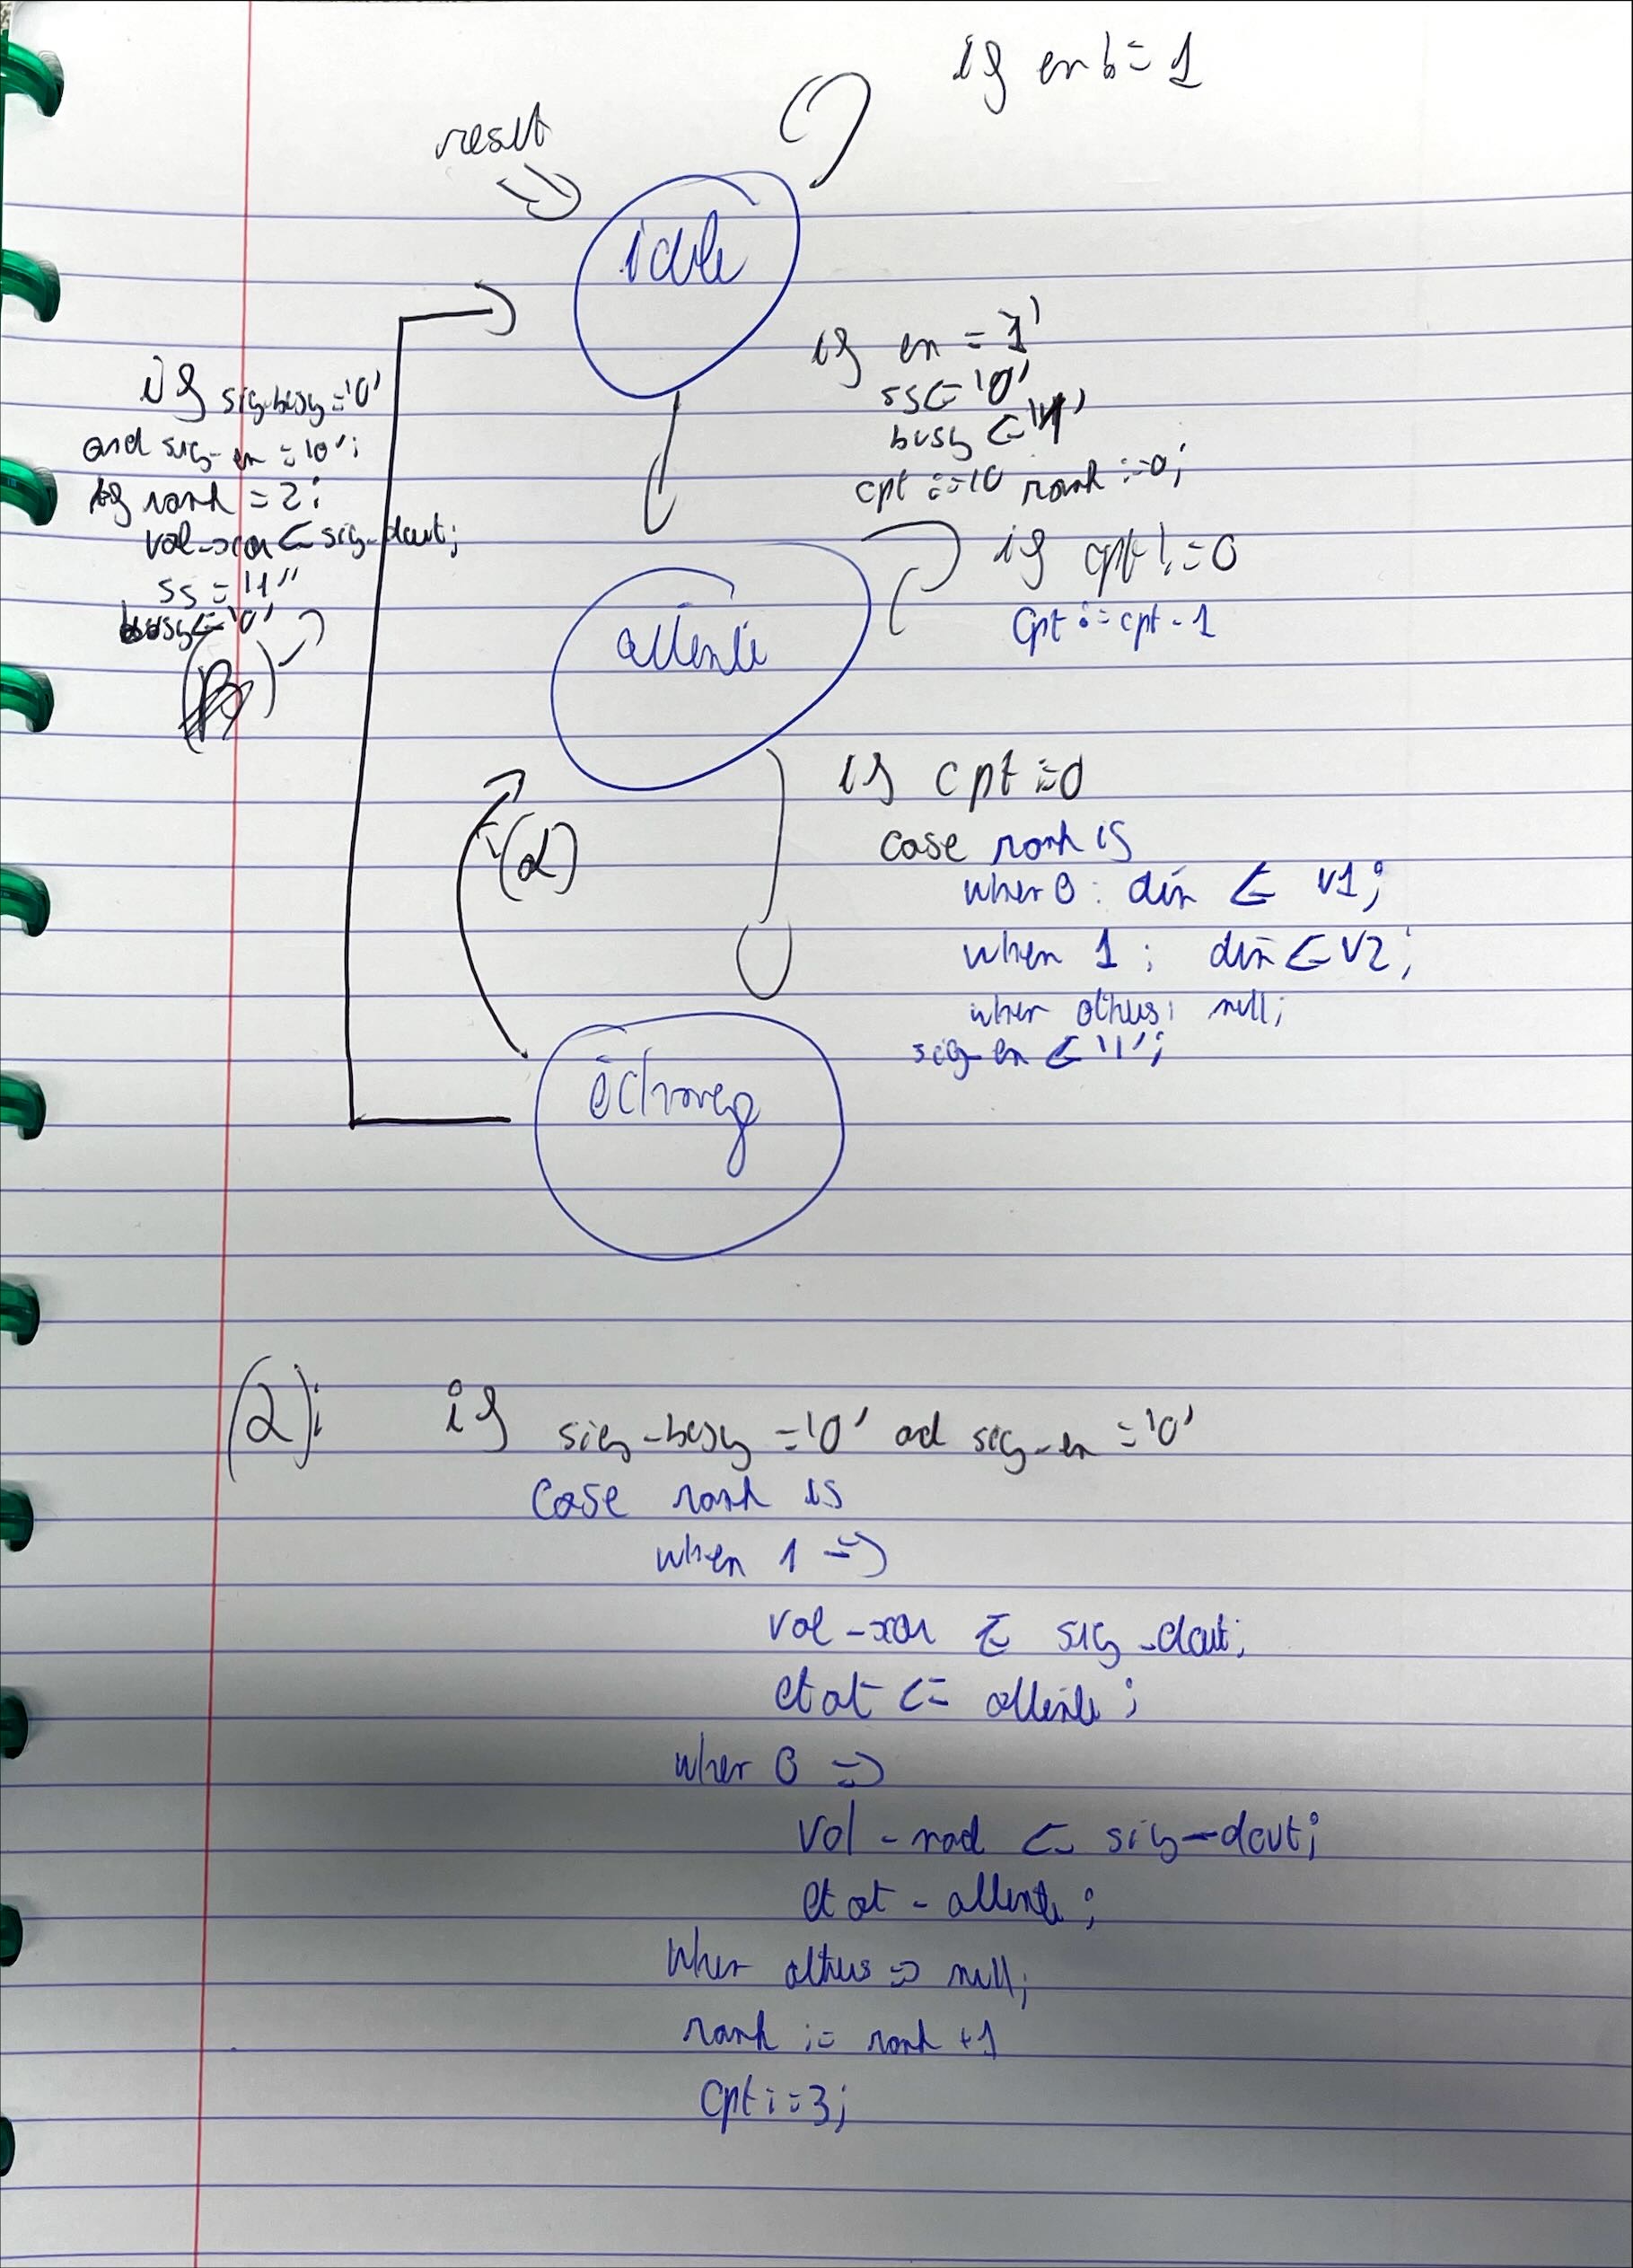 if enb = 1
reset
idle
if en = '1'
ss <= '0'
busy <= '1'
cpt := 10 rank := 0;
if sig-busy = '0'
and sig-en = '0';
if rank = 2:
val-xor <= sig-dout;
ss = '1'
busy <= '0'
if cpt != 0
cpt := cpt - 1
attente
if cpt = 0
(α)
case rank is
when 0 : din <= v1;
when 1 : din <= v2;
when others : null;
sig-en <= '1';
échange
(α): if sig-busy = '0' and sig-en = '0'
case rank is
when 1 =>
val-xor <= sig-dout;
etat <= attente;
when 0 =>
val-nad <= sig-dout;
etat - attente;
when others => null;
rank := rank + 1
cpt := 3;